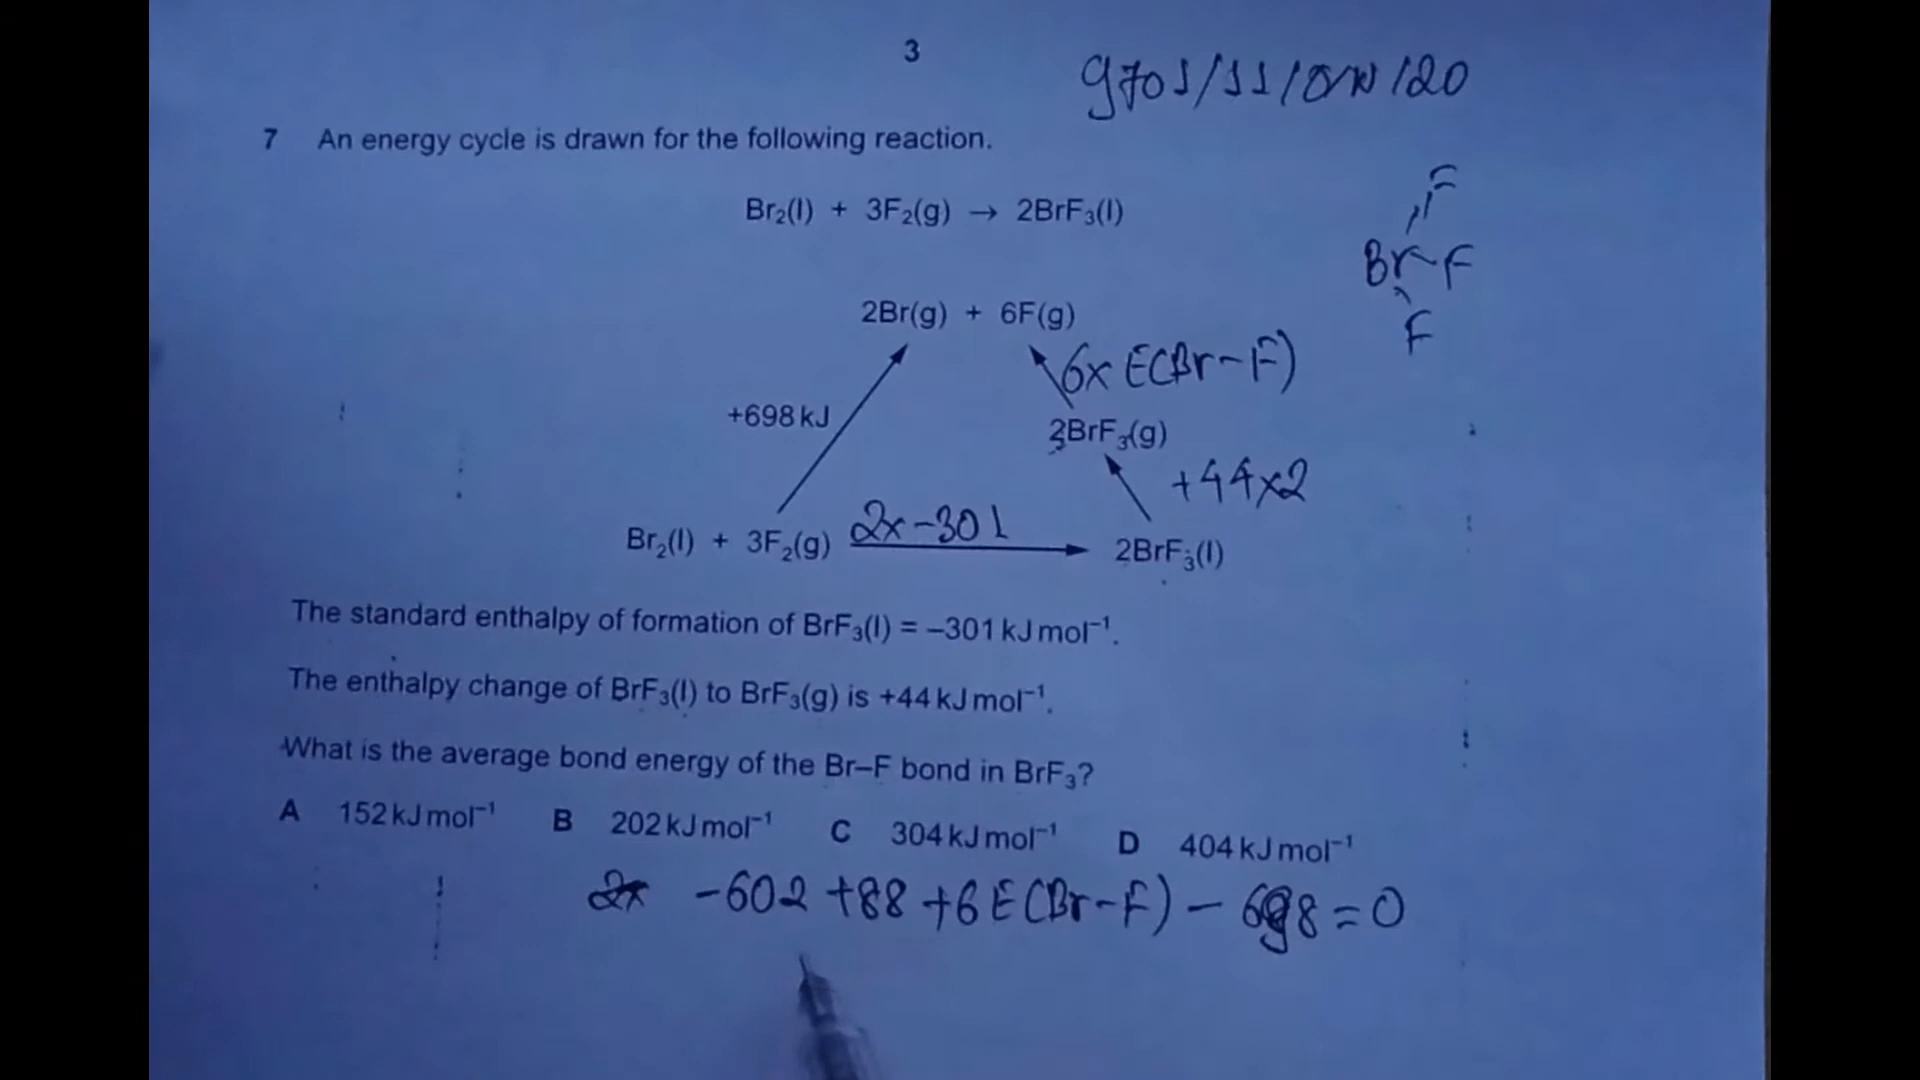 3
9701/11/O/N/20
7 An energy cycle is drawn for the following reaction.
Br₂(l) + 3F₂(g) → 2BrF₃(l)
F
Br–F
F
2Br(g) + 6F(g)
6x E(Br–F)
+698 kJ
2BrF₃(g)
+44x2
2x-301
Br₂(l) + 3F₂(g)
2BrF₃(l)
The standard enthalpy of formation of BrF₃(l) = –301 kJ mol⁻¹.
The enthalpy change of BrF₃(l) to BrF₃(g) is +44 kJ mol⁻¹.
What is the average bond energy of the Br–F bond in BrF₃?
A 152 kJ mol⁻¹ B 202 kJ mol⁻¹ C 304 kJ mol⁻¹ D 404 kJ mol⁻¹
2x -602 +88 +6E(Br-F) - 698 = 0